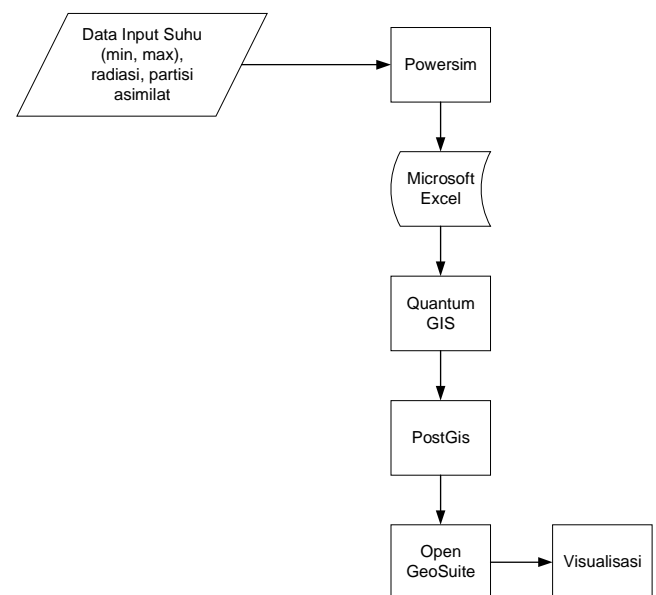 Data Input Suhu
(min, max),
radiasi, partisi
asimilat
Powersim
Microsoft
Excel
Quantum
GIS
PostGis
Open
GeoSuite
Visualisasi